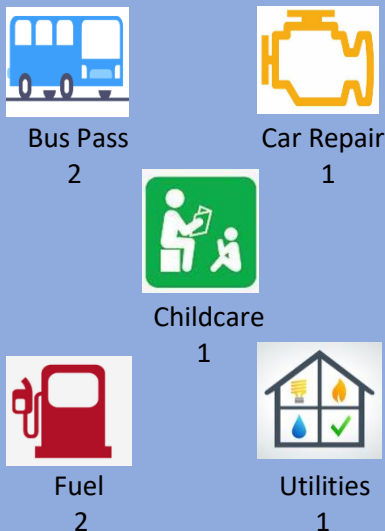 Bus Pass
2
Car Repair
1
Childcare
1
Fuel
2
Utilities
1